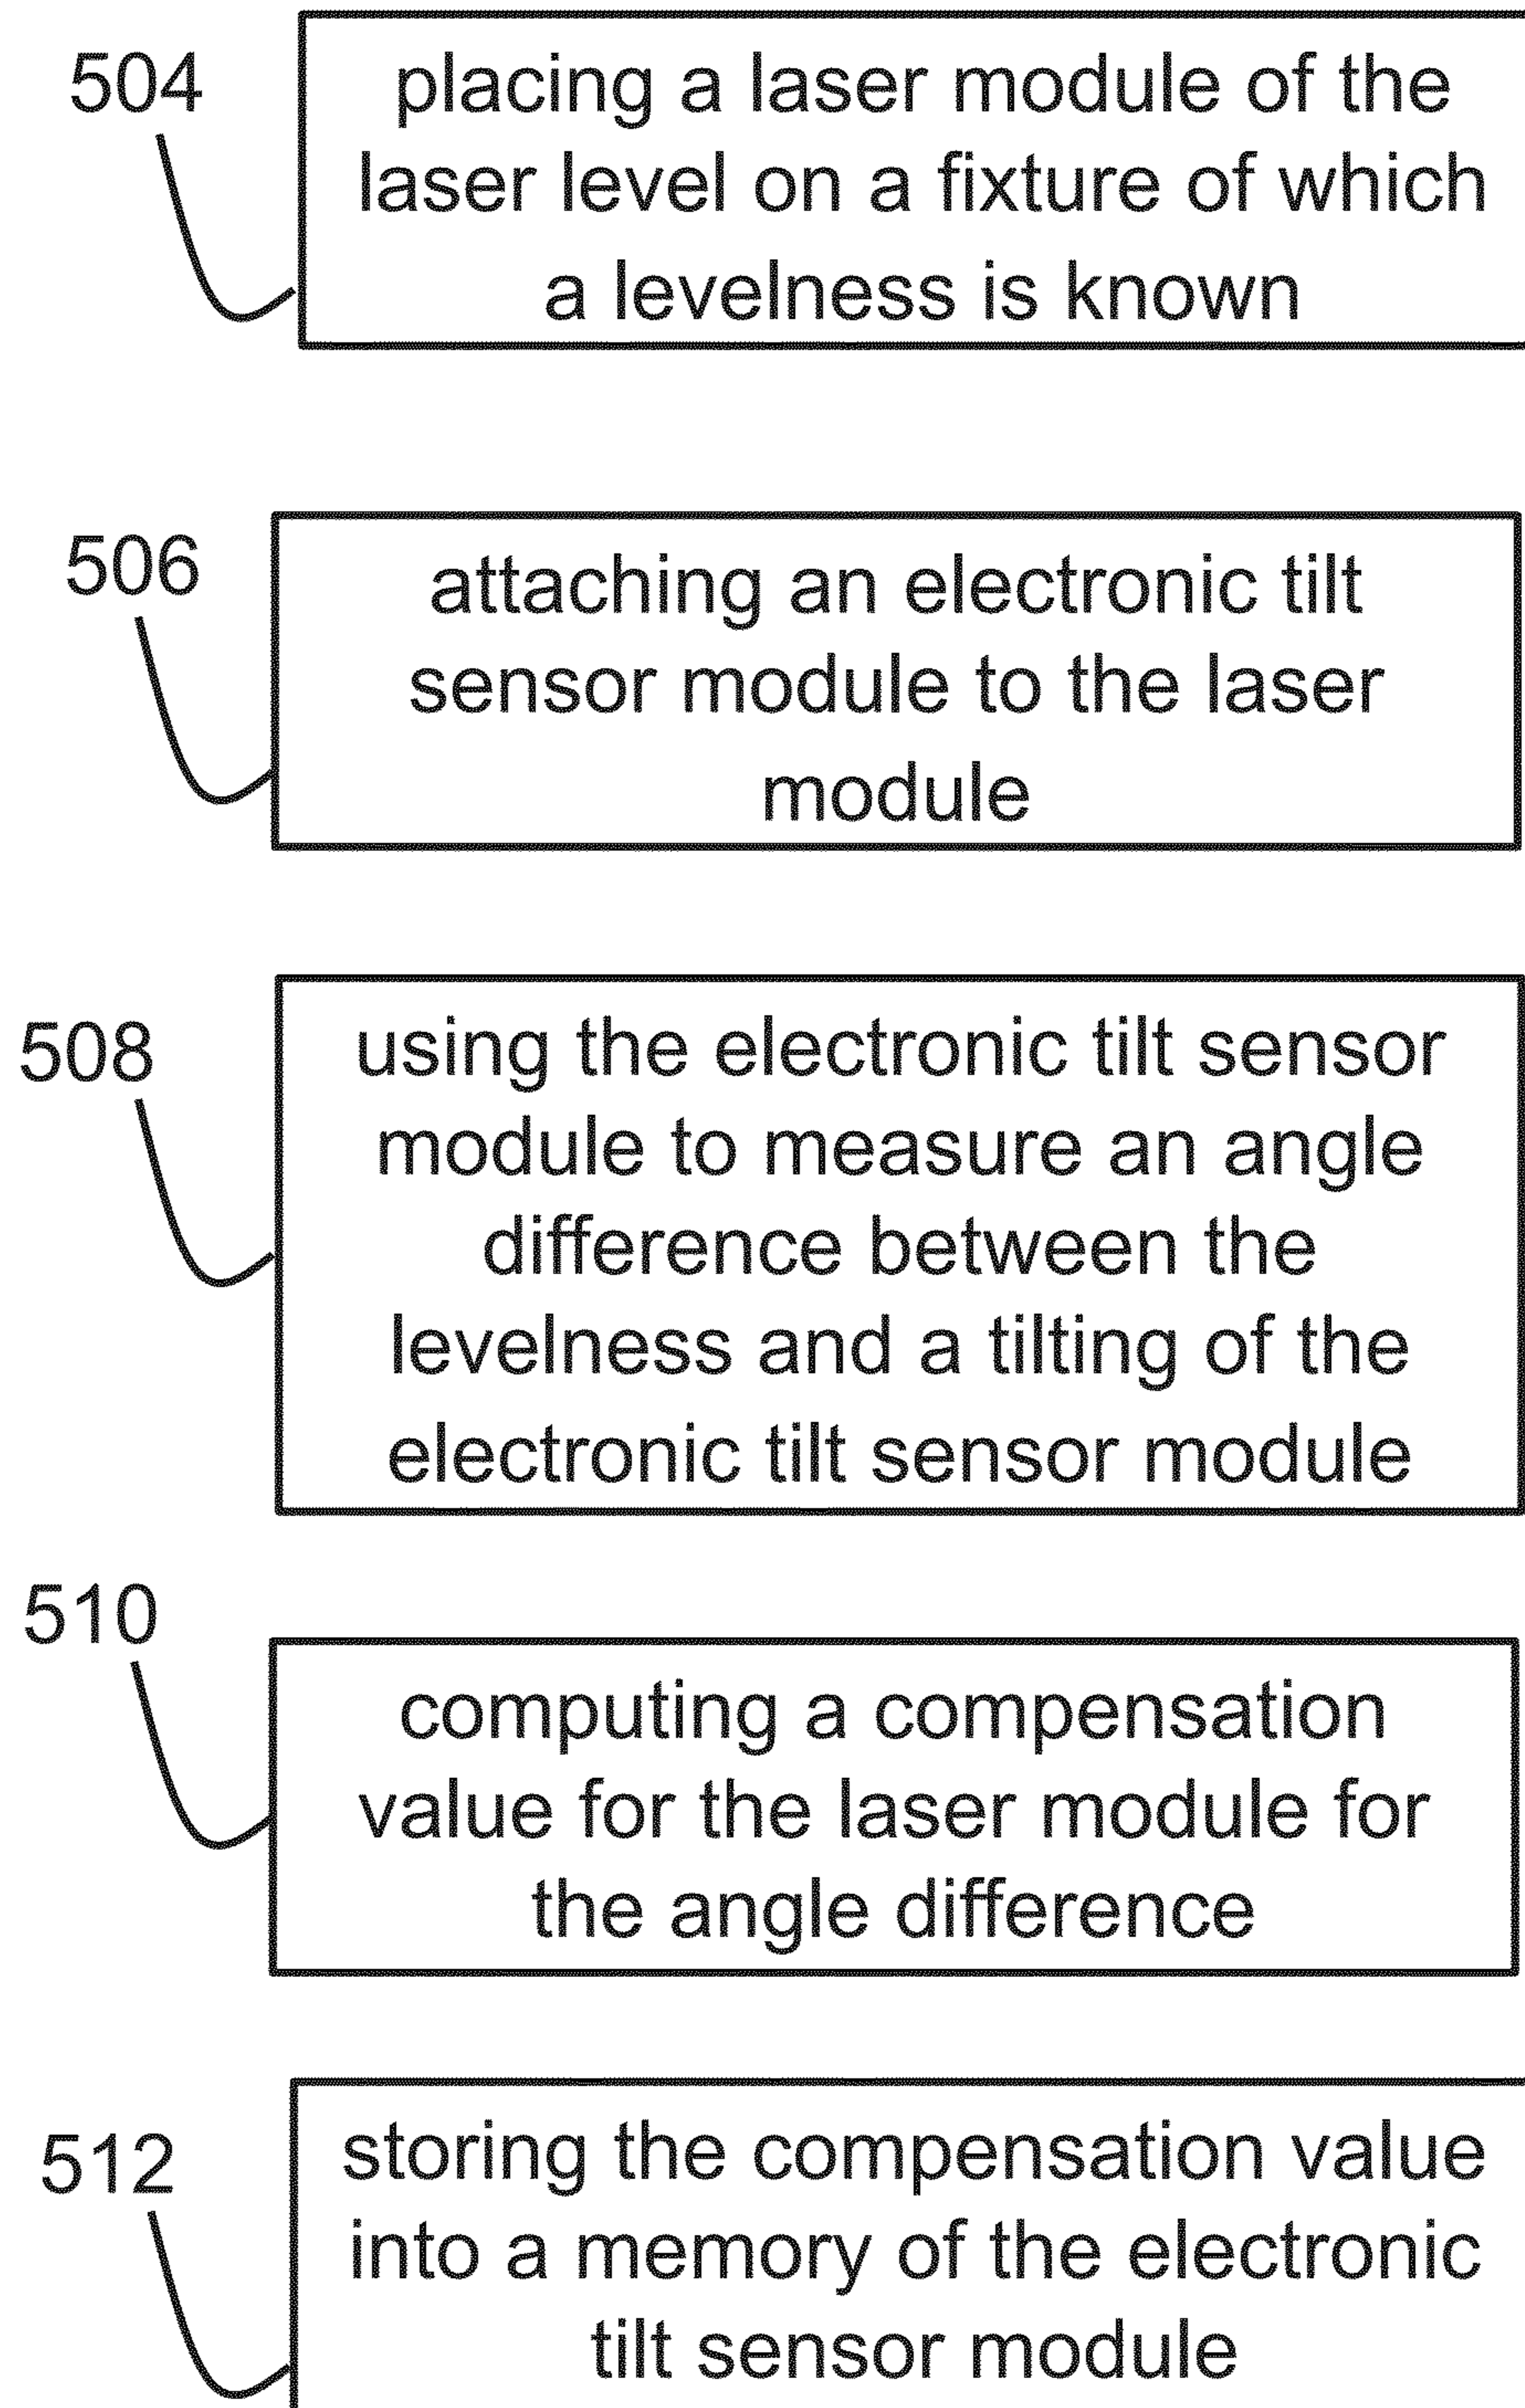 504
placing a laser module of the
laser level on a fixture of which
a levelness is known
506
attaching an electronic tilt
sensor module to the laser
module
508
using the electronic tilt sensor
module to measure an angle
difference between the
levelness and a tilting of the
electronic tilt sensor module
510
computing a compensation
value for the laser module for
the angle difference
512
storing the compensation value
into a memory of the electronic
tilt sensor module